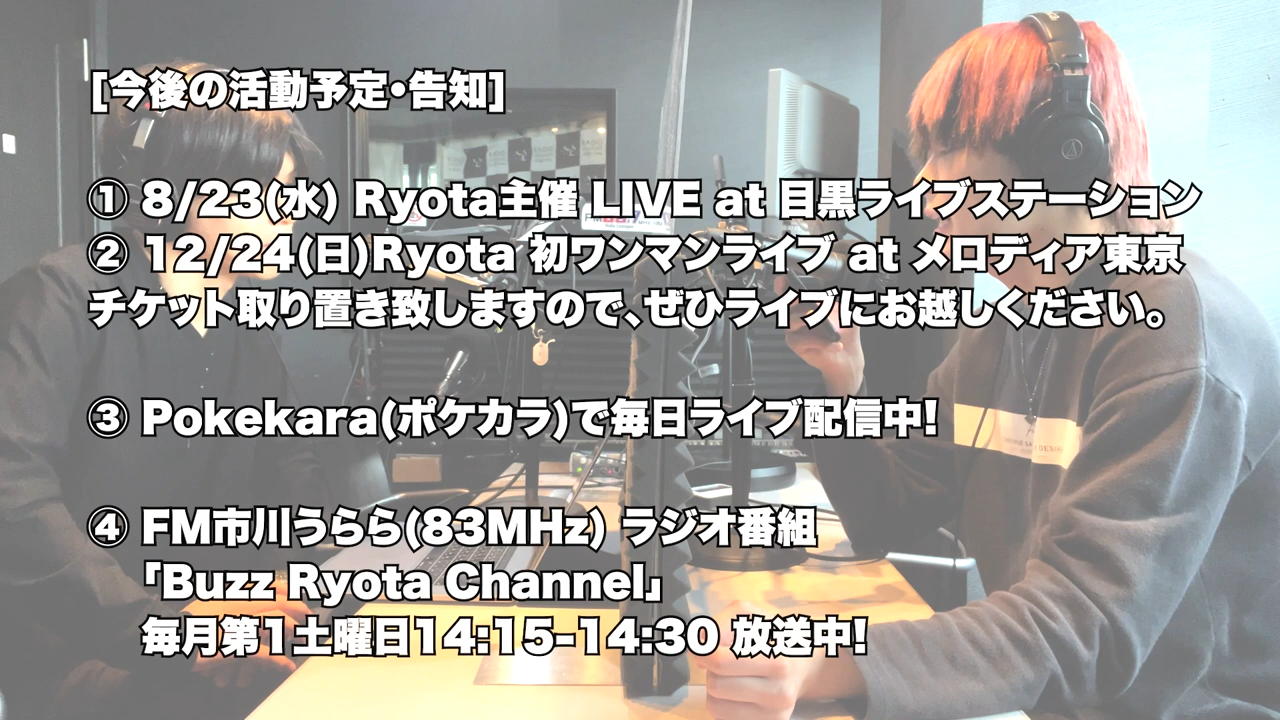 [今後の活動予定・告知]
① 8/23(水) Ryota主催 LIVE at 目黒ライブステーション
② 12/24(日)Ryota 初ワンマンライブ at メロディア東京
チケット取り置き致しますので、ぜひライブにお越しください。
③ Pokekara(ポケカラ)で毎日ライブ配信中!
④ FM市川うらら(83MHz) ラジオ番組
「Buzz Ryota Channel」
毎月第1土曜日14:15-14:30 放送中!